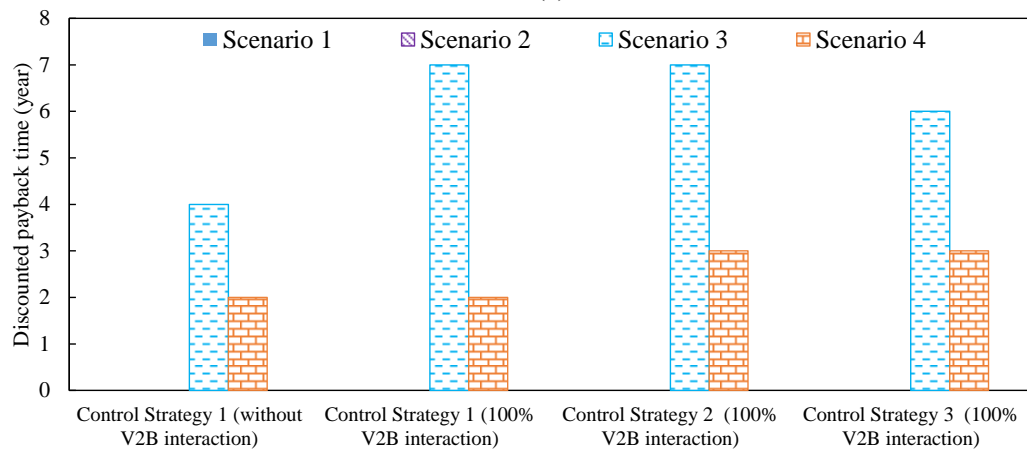 8
7
6
5
4
3
2
1
0
Discounted payback time (year)
Scenario 1 Scenario 2 Scenario 3 Scenario 4
Control Strategy 1 (without
V2B interaction)
Control Strategy 1 (100%
V2B interaction)
Control Strategy 2 (100%
V2B interaction)
Control Strategy 3 (100%
V2B interaction)